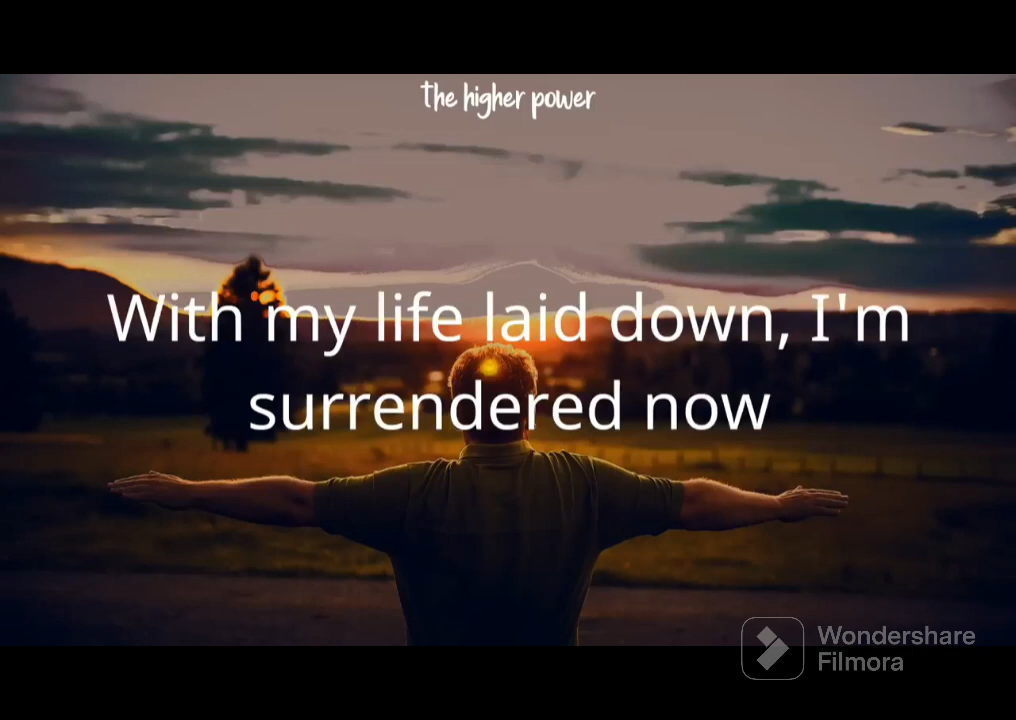 the higher power
With my life laid down, I'm
surrendered now
Wondershare
Filmora